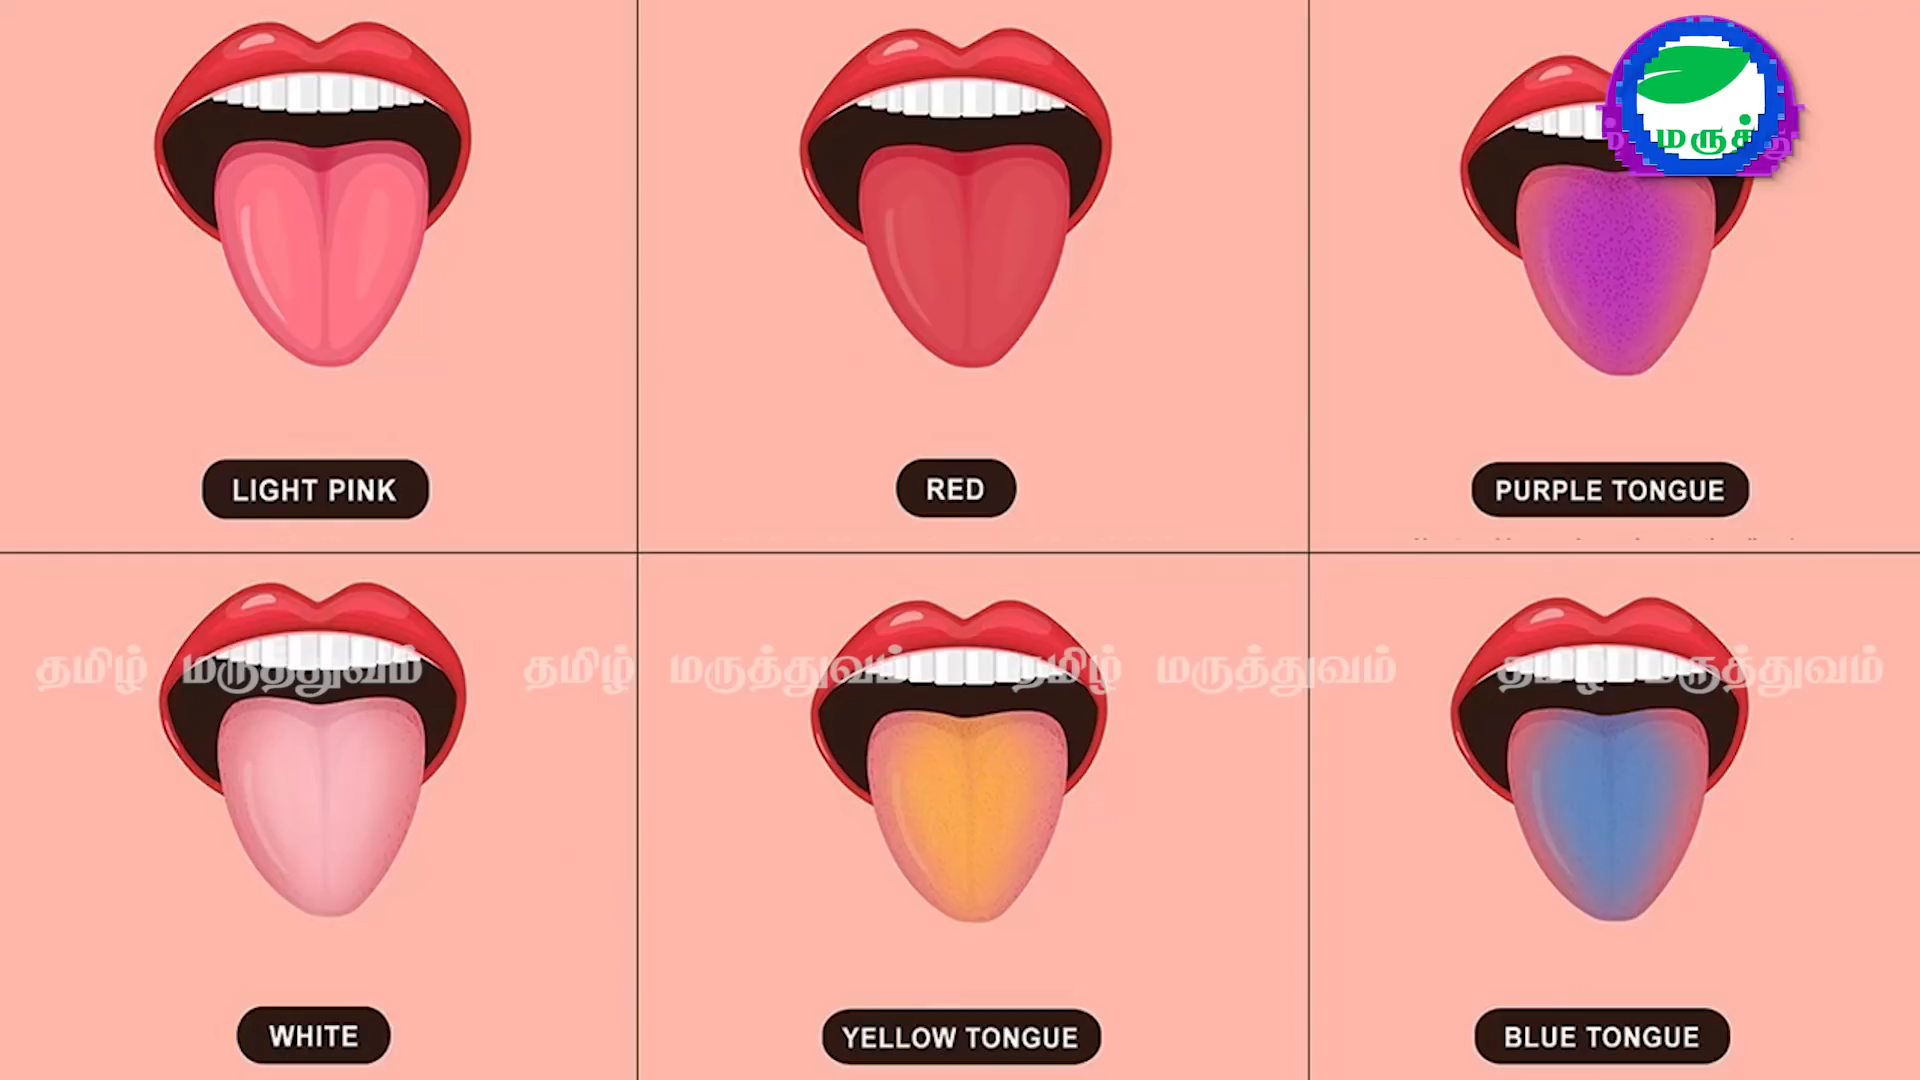 மருத்
LIGHT PINK
RED
PURPLE TONGUE
தமிழ் மருத்துவம் தமிழ் மருத்துவம் தமிழ் மருத்துவம் தமிழ் மருத்துவம்
WHITE
YELLOW TONGUE
BLUE TONGUE